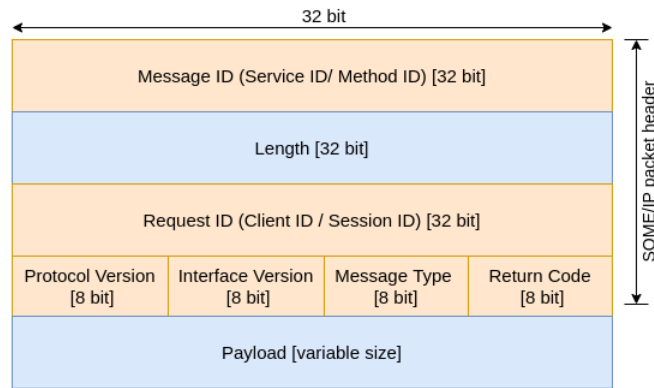 32 bit
Message ID (Service ID/ Method ID) [32 bit]
Length [32 bit]
Request ID (Client ID / Session ID) [32 bit]
Protocol Version
[8 bit]
Interface Version
[8 bit]
Message Type
[8 bit]
Return Code
[8 bit]
Payload [variable size]
SOME/IP packet header